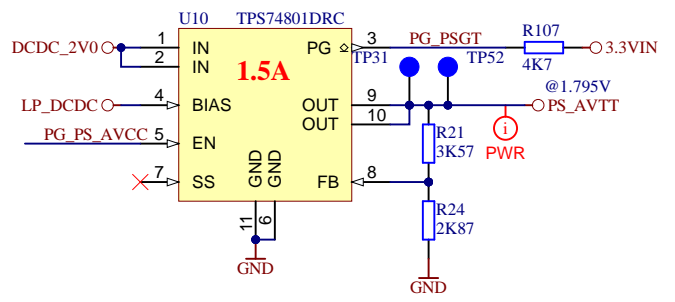 U10 TPS74801DRC
DCDC_2V0 1 IN PG 3 PG_PSGT R107 3.3VIN
2 IN TP31 TP52 4K7
1.5A
@1.795V
LP_DCDC 4 BIAS OUT 9 PS_AVTT
OUT 10
i
PG_PS_AVCC 5 EN R21
3K57
PWR
7 SS GND GND FB 8
R24
2K87
11 6
GND
GND